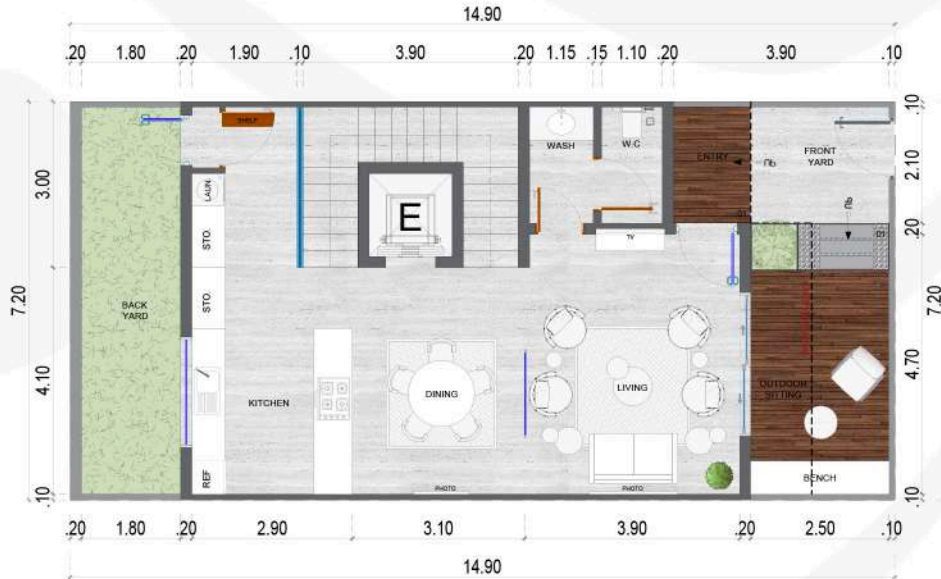 14.90
.20 1.80 .20 1.90 .10 3.90 .20 1.15 .15 1.10 .20 3.90 .10
7.20
3.00
4.10
.10
.10
2.10
.20
4.70
.10
7.20
SHELF
WASH
W.C
ENTRY
FRONT
YARD
Пb
Пb
LAUN.
STO.
E
TV
STO.
BACK
YARD
KITCHEN
DINING
LIVING
OUTDOOR
SITTING
REF
PHOTO
PHOTO
BENCH
.20 1.80 .20 2.90 3.10 3.90 .20 2.50 .10
14.90